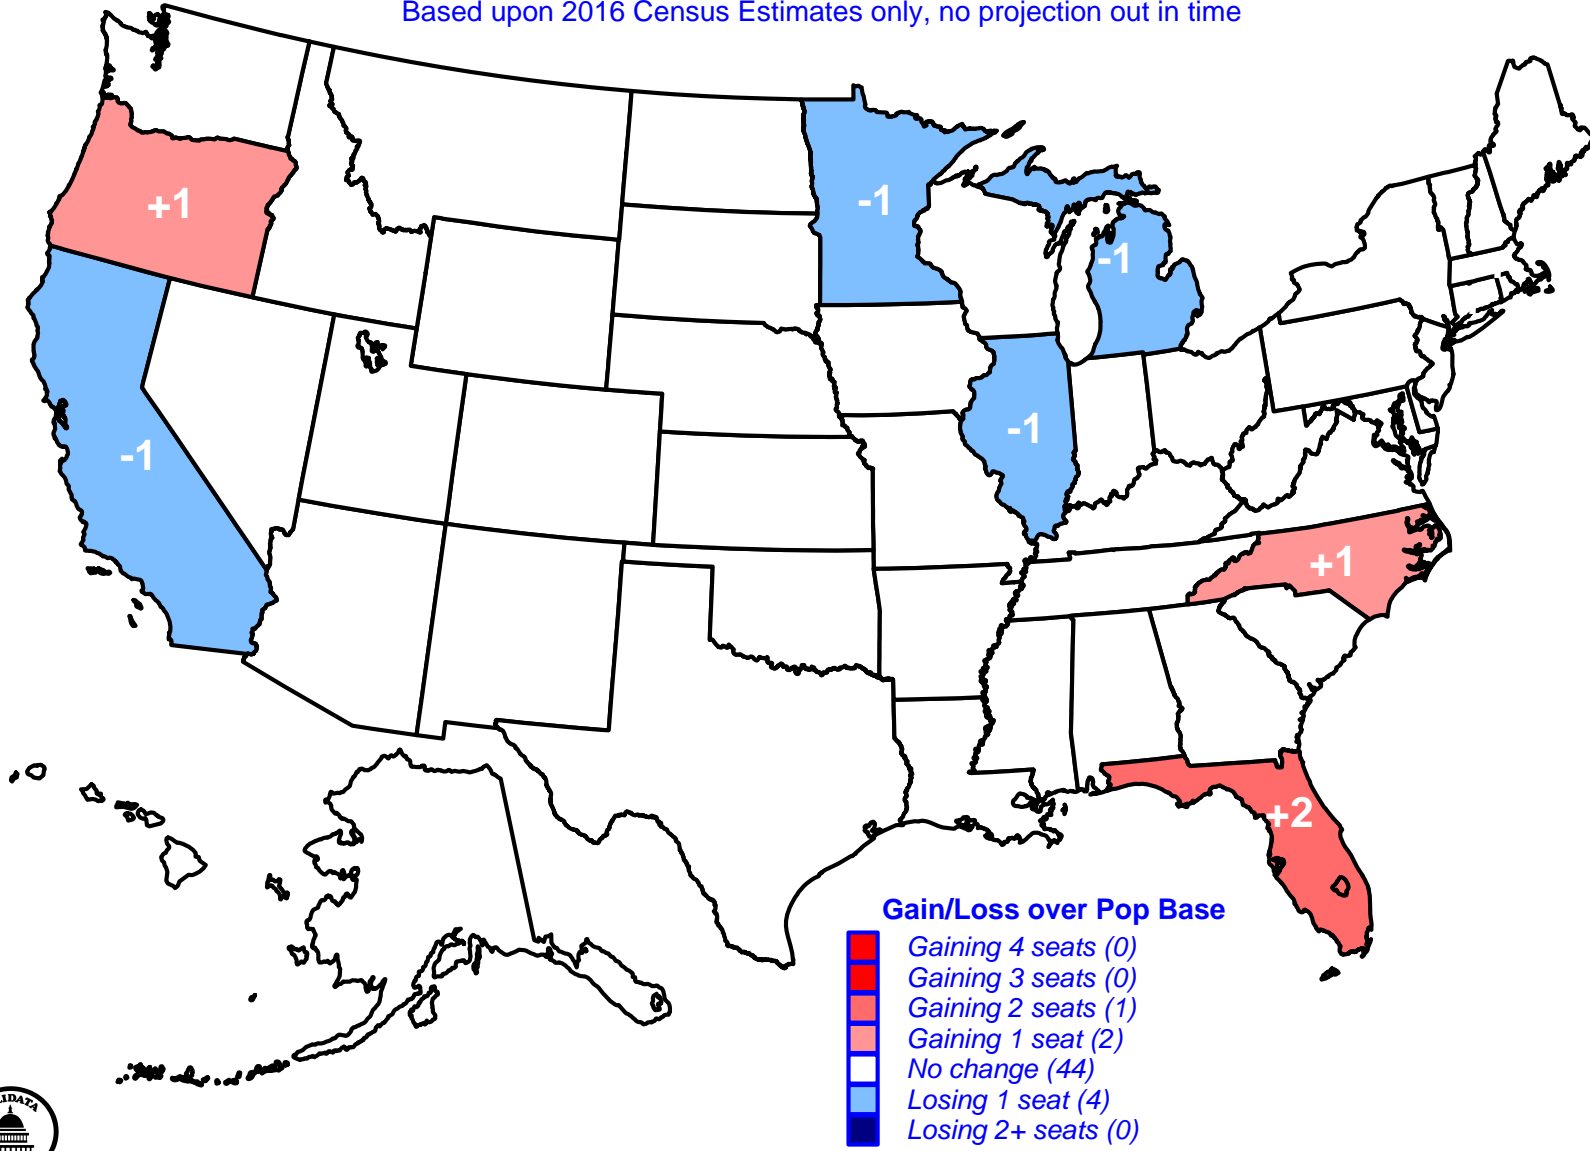 Based upon 2016 Census Estimates only, no projection out in time
+1
-1
-1
-1
-1
+1
+2
Gain/Loss over Pop Base
Gaining 4 seats (0)
Gaining 3 seats (0)
Gaining 2 seats (1)
Gaining 1 seat (2)
No change (44)
Losing 1 seat (4)
Losing 2+ seats (0)
LIDATA